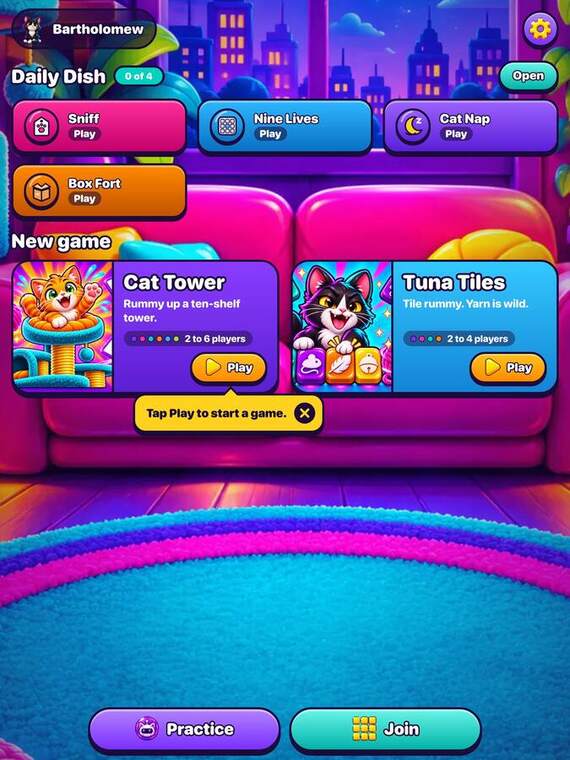 Bartholomew
Daily Dish
0 of 4
Open
Sniff
Play
Nine Lives
Play
Cat Nap
Play
Box Fort
Play
New game
Cat Tower
Rummy up a ten-shelf
tower.
2 to 6 players
Play
Tuna Tiles
Tile rummy. Yarn is wild.
2 to 4 players
Play
Tap Play to start a game.
Practice
Join